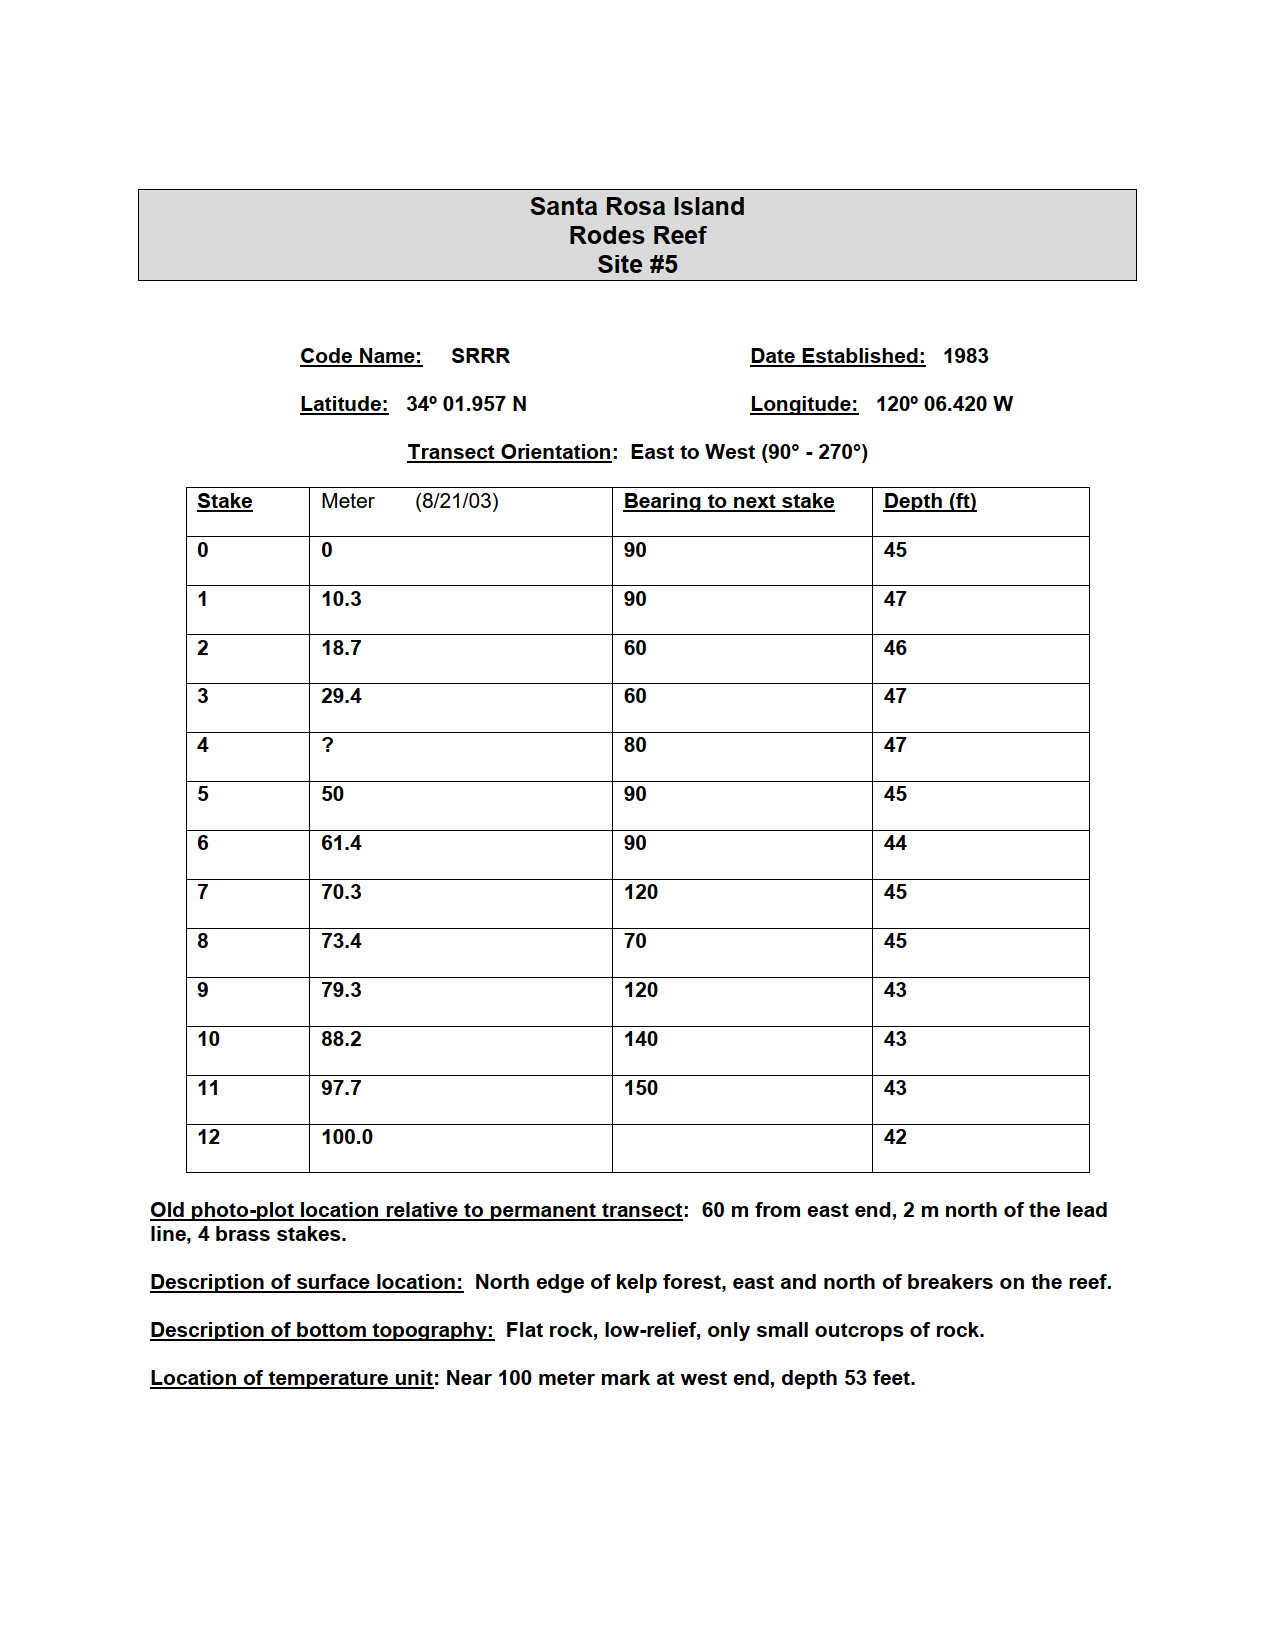 Santa Rosa Island
Rodes Reef
Site #5
Code Name: SRRR Date Established: 1983
Latitude: 34º 01.957 N Longitude: 120º 06.420 W
Transect Orientation: East to West (90° - 270°)
Stake Meter (8/21/03) Bearing to next stake Depth (ft)
0 0 90 45
1 10.3 90 47
2 18.7 60 46
3 29.4 60 47
4 ? 80 47
5 50 90 45
6 61.4 90 44
7 70.3 120 45
8 73.4 70 45
9 79.3 120 43
10 88.2 140 43
11 97.7 150 43
12 100.0 42
Old photo-plot location relative to permanent transect: 60 m from east end, 2 m north of the lead
line, 4 brass stakes.
Description of surface location: North edge of kelp forest, east and north of breakers on the reef.
Description of bottom topography: Flat rock, low-relief, only small outcrops of rock.
Location of temperature unit: Near 100 meter mark at west end, depth 53 feet.